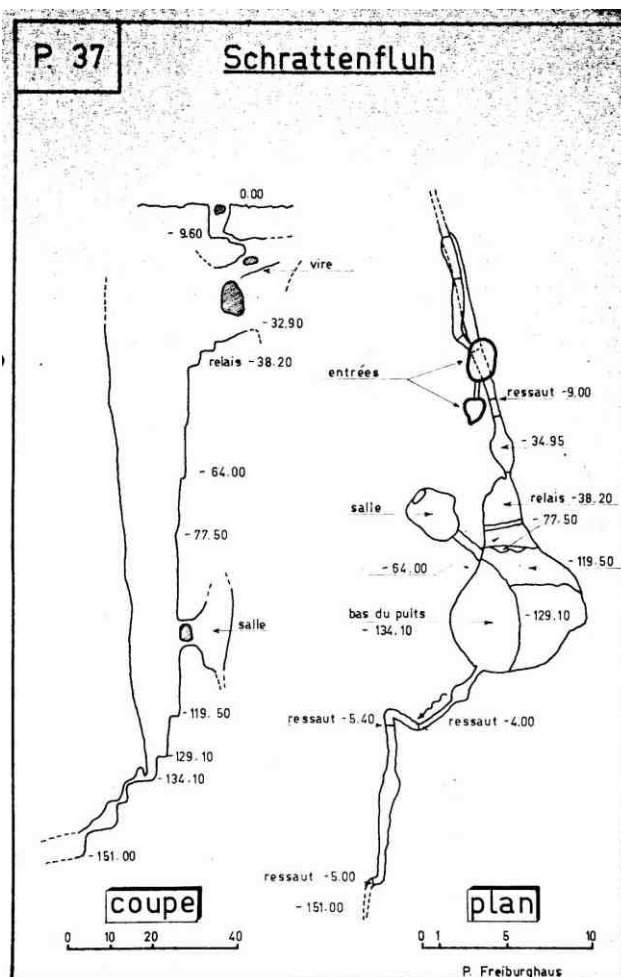 P. 37
Schrattenfluh
0.00
- 9.60
vire
- 32.90
relais - 38.20
- 64.00
- 77.50
salle
- 119.50
- 129.10
- 134.10
- 151.00
coupe
0 10 20 40
entrées
ressaut - 9.00
- 34.95
relais - 38.20
- 77.50
salle
- 64.00
- 119.50
bas du puits
- 134.10
- 129.10
ressaut - 5.40
ressaut - 4.00
ressaut - 5.00
- 151.00
plan
0 1 5 10
P. Freiburghaus